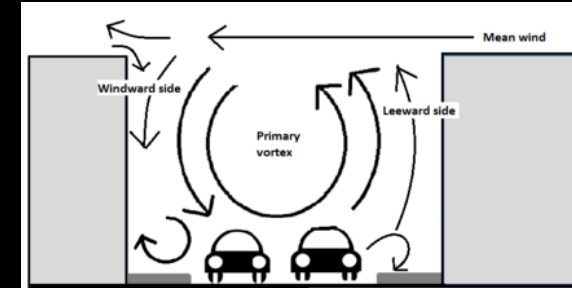 Mean wind
Windward side
Leeward side
Primary
vortex